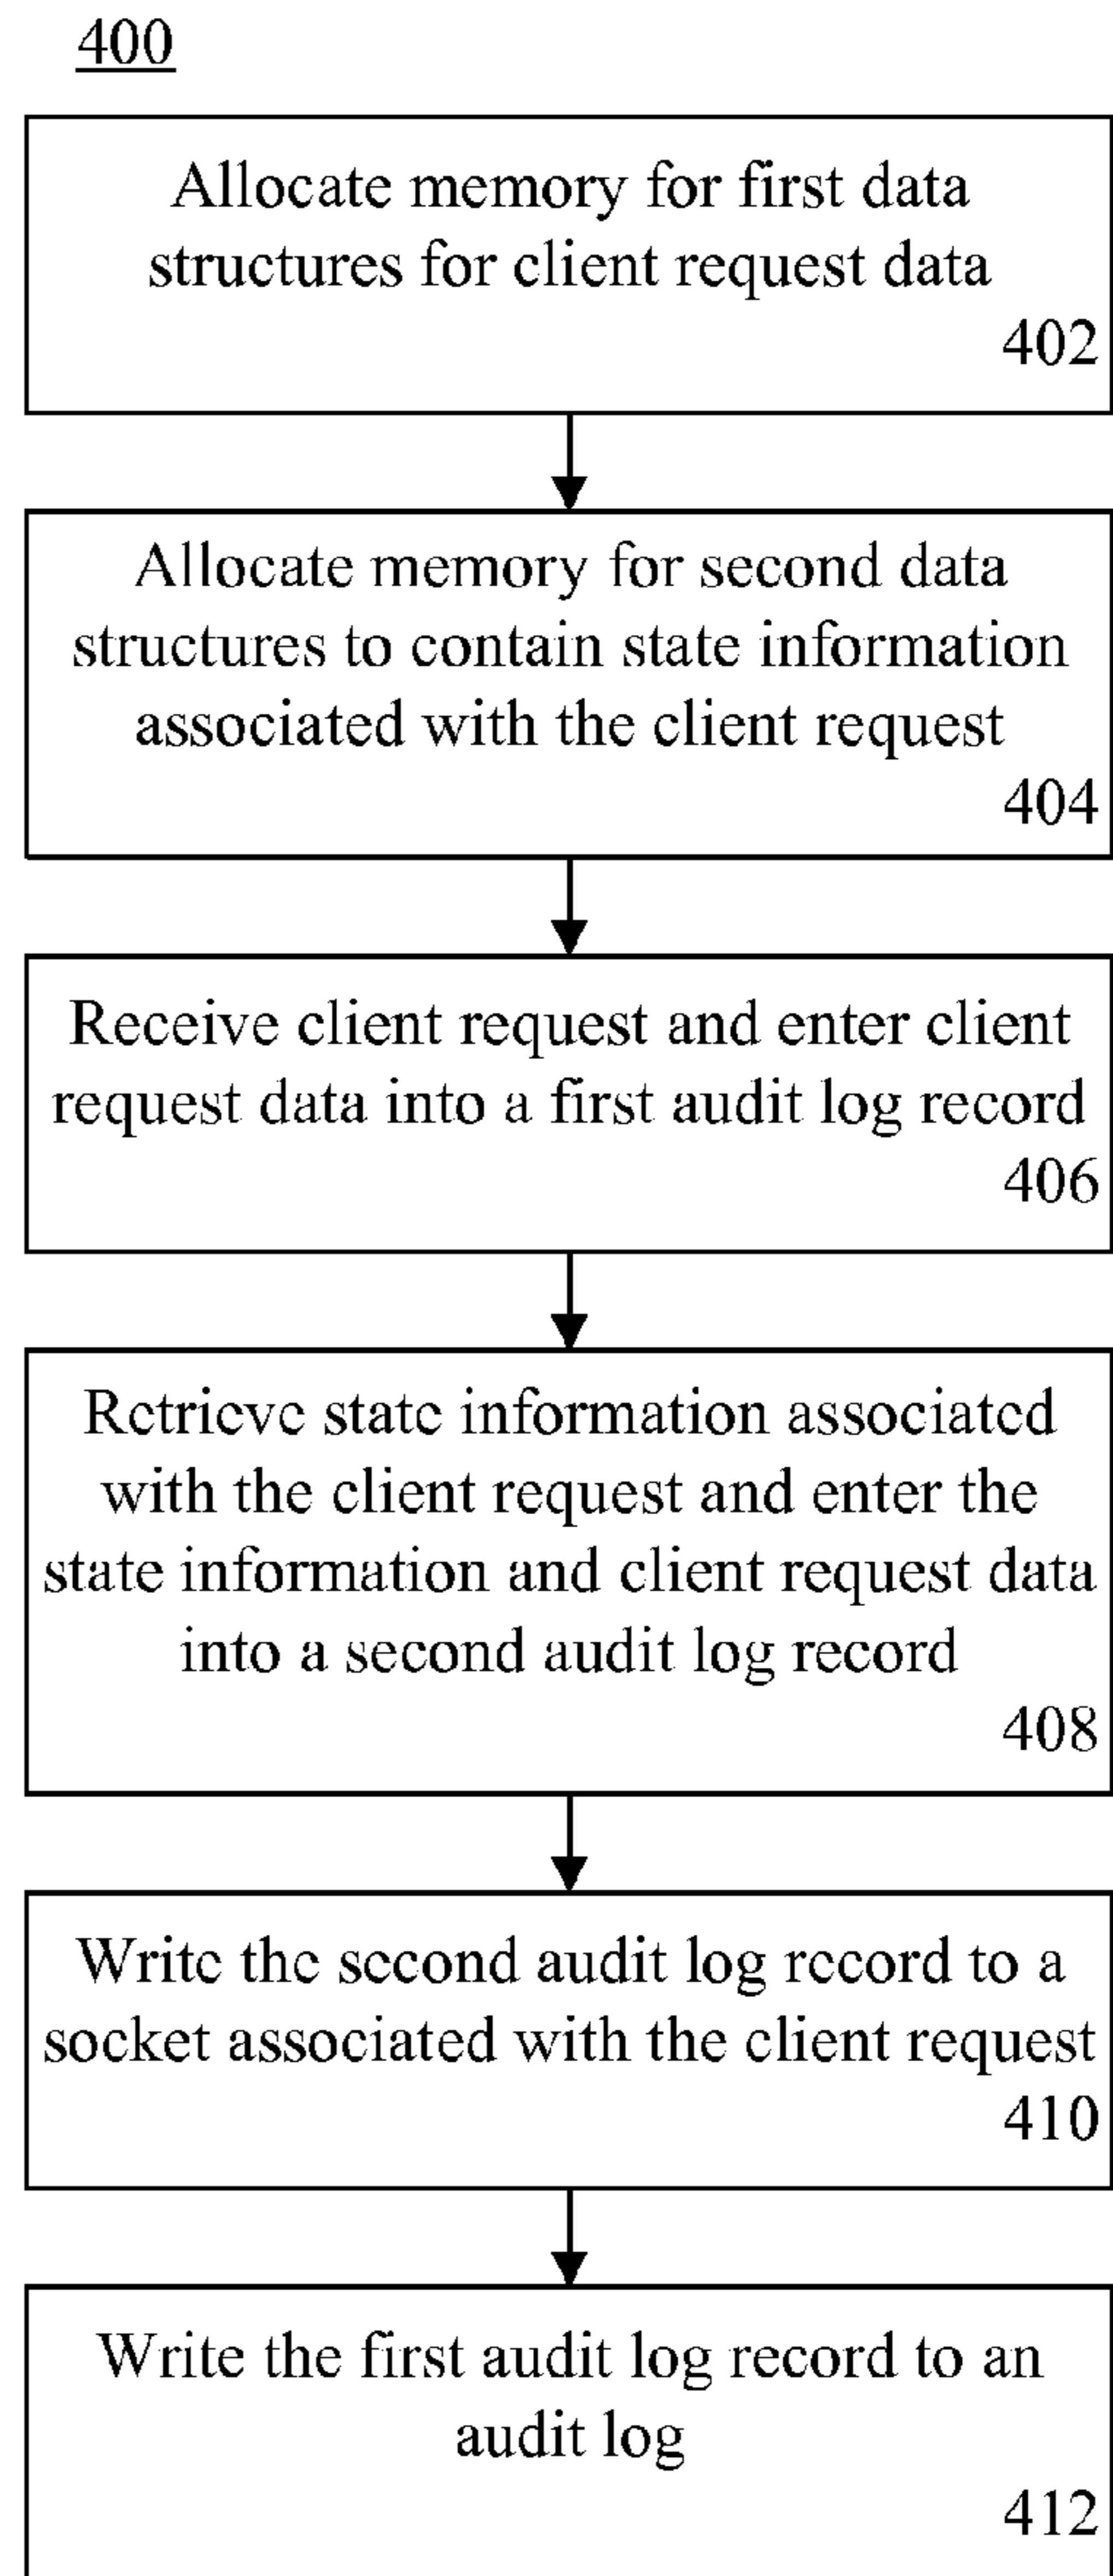 400
Allocate memory for first data
structures for client request data
402
Allocate memory for second data
structures to contain state information
associated with the client request
404
Receive client request and enter client
request data into a first audit log record
406
Retrieve state information associated
with the client request and enter the
state information and client request data
into a second audit log record
408
Write the second audit log record to a
socket associated with the client request
410
Write the first audit log record to an
audit log
412